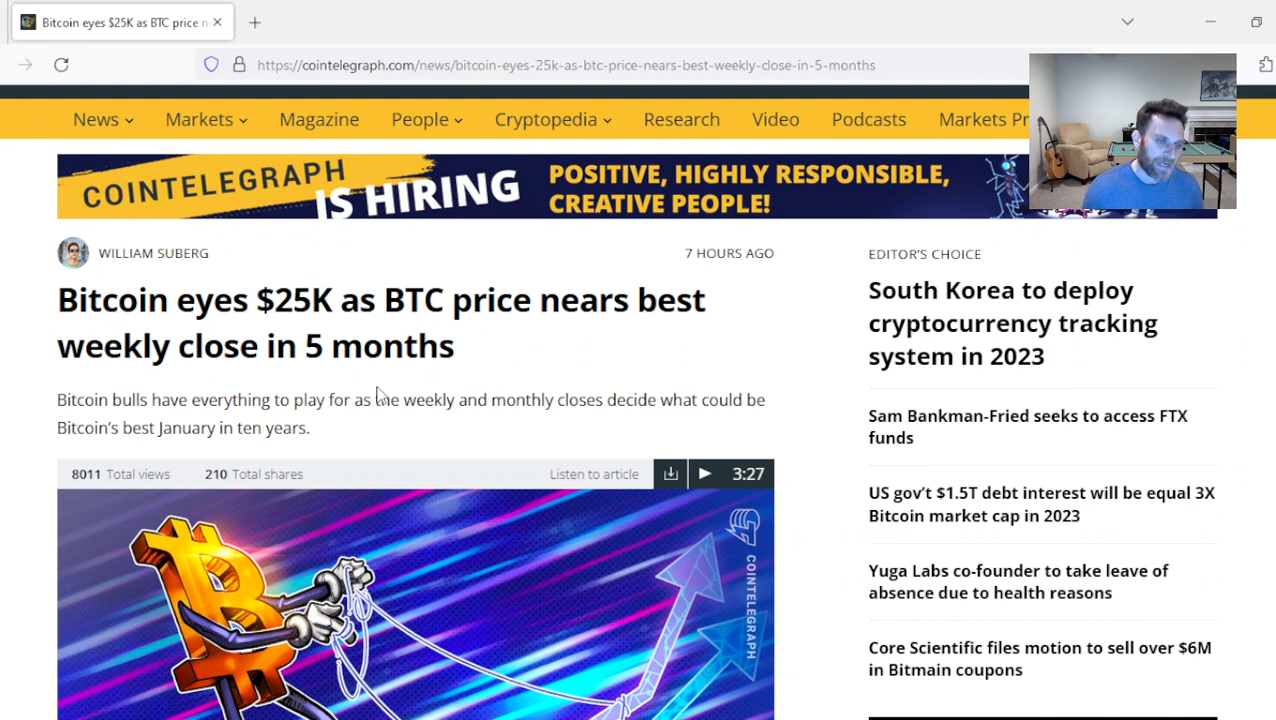 Bitcoin eyes $25K as BTC price n
https://cointelegraph.com/news/bitcoin-eyes-25k-as-btc-price-nears-best-weekly-close-in-5-months
News Markets Magazine People Cryptopedia Research Video Podcasts Markets Pr
COINTELEGRAPH
IS HIRING
POSITIVE, HIGHLY RESPONSIBLE,
CREATIVE PEOPLE!
WILLIAM SUBERG
7 HOURS AGO
Bitcoin eyes $25K as BTC price nears best
weekly close in 5 months
Bitcoin bulls have everything to play for as the weekly and monthly closes decide what could be
Bitcoin's best January in ten years.
8011 Total views 210 Total shares Listen to article 3:27
COINTELEGRAPH
EDITOR'S CHOICE
South Korea to deploy
cryptocurrency tracking
system in 2023
Sam Bankman-Fried seeks to access FTX
funds
US gov't $1.5T debt interest will be equal 3X
Bitcoin market cap in 2023
Yuga Labs co-founder to take leave of
absence due to health reasons
Core Scientific files motion to sell over $6M
in Bitmain coupons